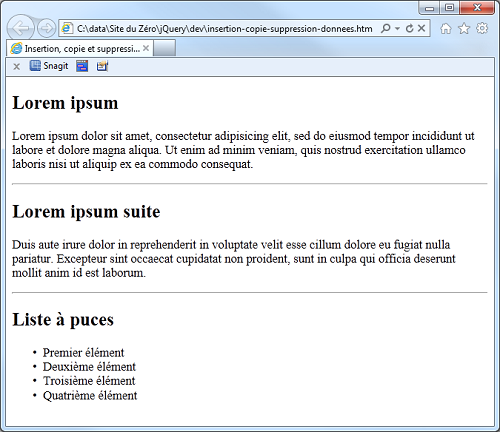 C:\data\Site du Zéro\jQuery\dev\insertion-copie-suppression-donnees.htm
Insertion, copie et suppressi...
Snagit
Lorem ipsum
Lorem ipsum dolor sit amet, consectetur adipisicing elit, sed do eiusmod tempor incididunt ut
labore et dolore magna aliqua. Ut enim ad minim veniam, quis nostrud exercitation ullamco
laboris nisi ut aliquip ex ea commodo consequat.
Lorem ipsum suite
Duis aute irure dolor in reprehenderit in voluptate velit esse cillum dolore eu fugiat nulla
pariatur. Excepteur sint occaecat cupidatat non proident, sunt in culpa qui officia deserunt
mollit anim id est laborum.
Liste à puces
• Premier élément
• Deuxième élément
• Troisième élément
• Quatrième élément